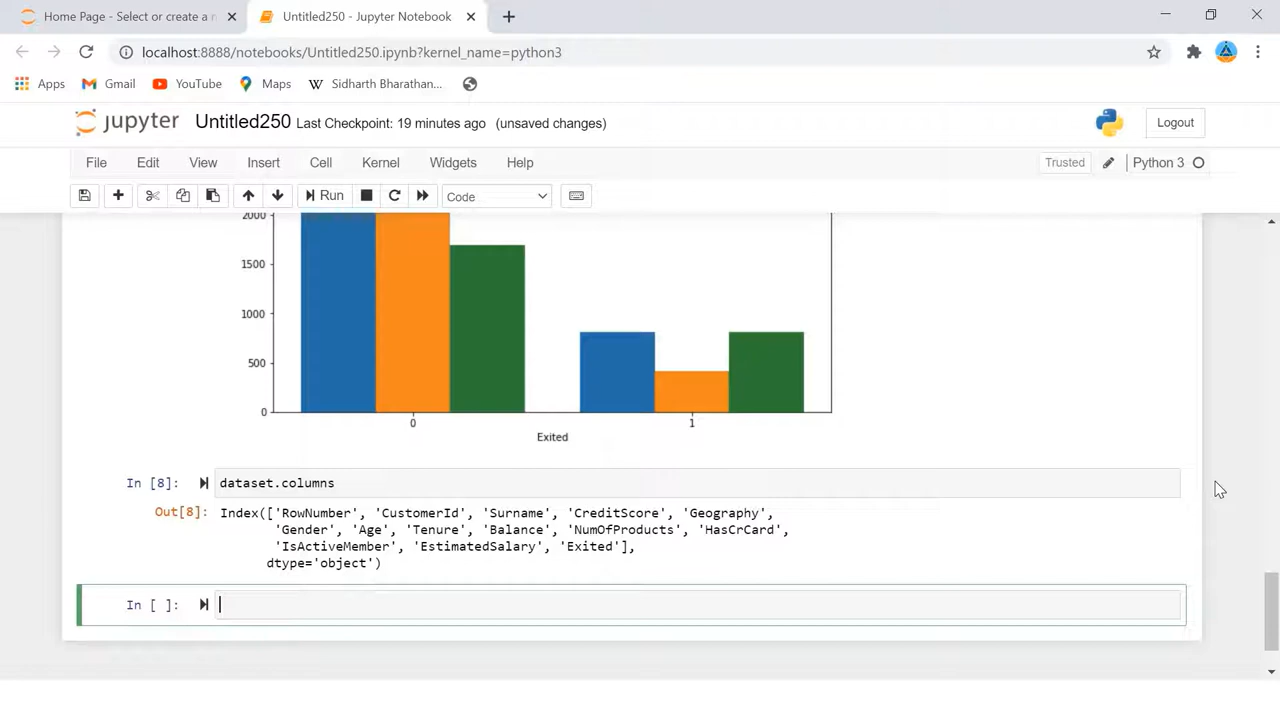 Home Page - Select or create a n
Untitled250 - Jupyter Notebook
localhost:8888/notebooks/Untitled250.ipynb?kernel_name=python3
Apps Gmail YouTube Maps Sidharth Bharathan...
jupyter Untitled250 Last Checkpoint: 19 minutes ago (unsaved changes) Logout
File Edit View Insert Cell Kernel Widgets Help Trusted Python 3
Run Code
2000
1500
1000
500
0
0 1
Exited
In [8]: dataset.columns
Out[8]: Index(['RowNumber', 'CustomerId', 'Surname', 'CreditScore', 'Geography',
'Gender', 'Age', 'Tenure', 'Balance', 'NumOfProducts', 'HasCrCard',
'IsActiveMember', 'EstimatedSalary', 'Exited'],
dtype='object')
In [ ]: